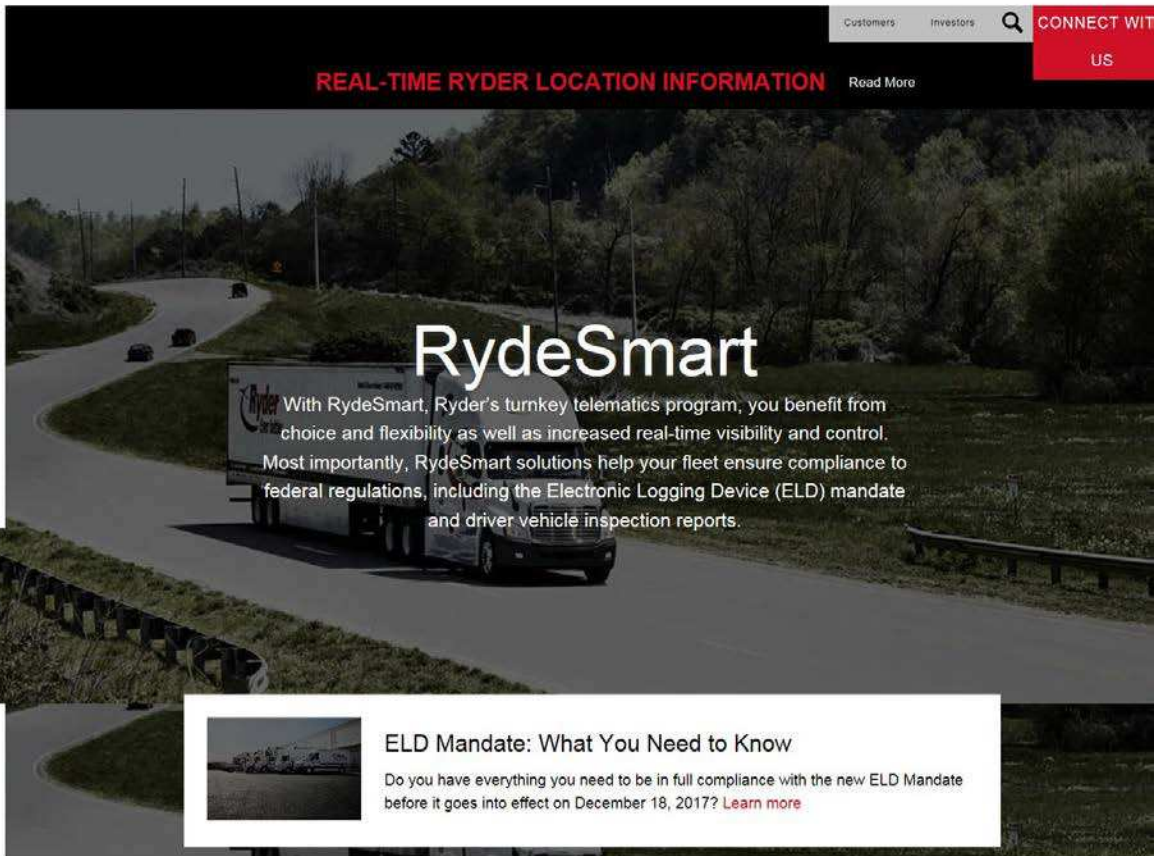 Customers
Investors
CONNECT WIT
US
REAL-TIME RYDER LOCATION INFORMATION
Read More
RydeSmart
Ryder
With RydeSmart, Ryder's turnkey telematics program, you benefit from
choice and flexibility as well as increased real-time visibility and control.
Most importantly, RydeSmart solutions help your fleet ensure compliance to
federal regulations, including the Electronic Logging Device (ELD) mandate
and driver vehicle inspection reports.
ELD Mandate: What You Need to Know
Do you have everything you need to be in full compliance with the new ELD Mandate
before it goes into effect on December 18, 2017? Learn more